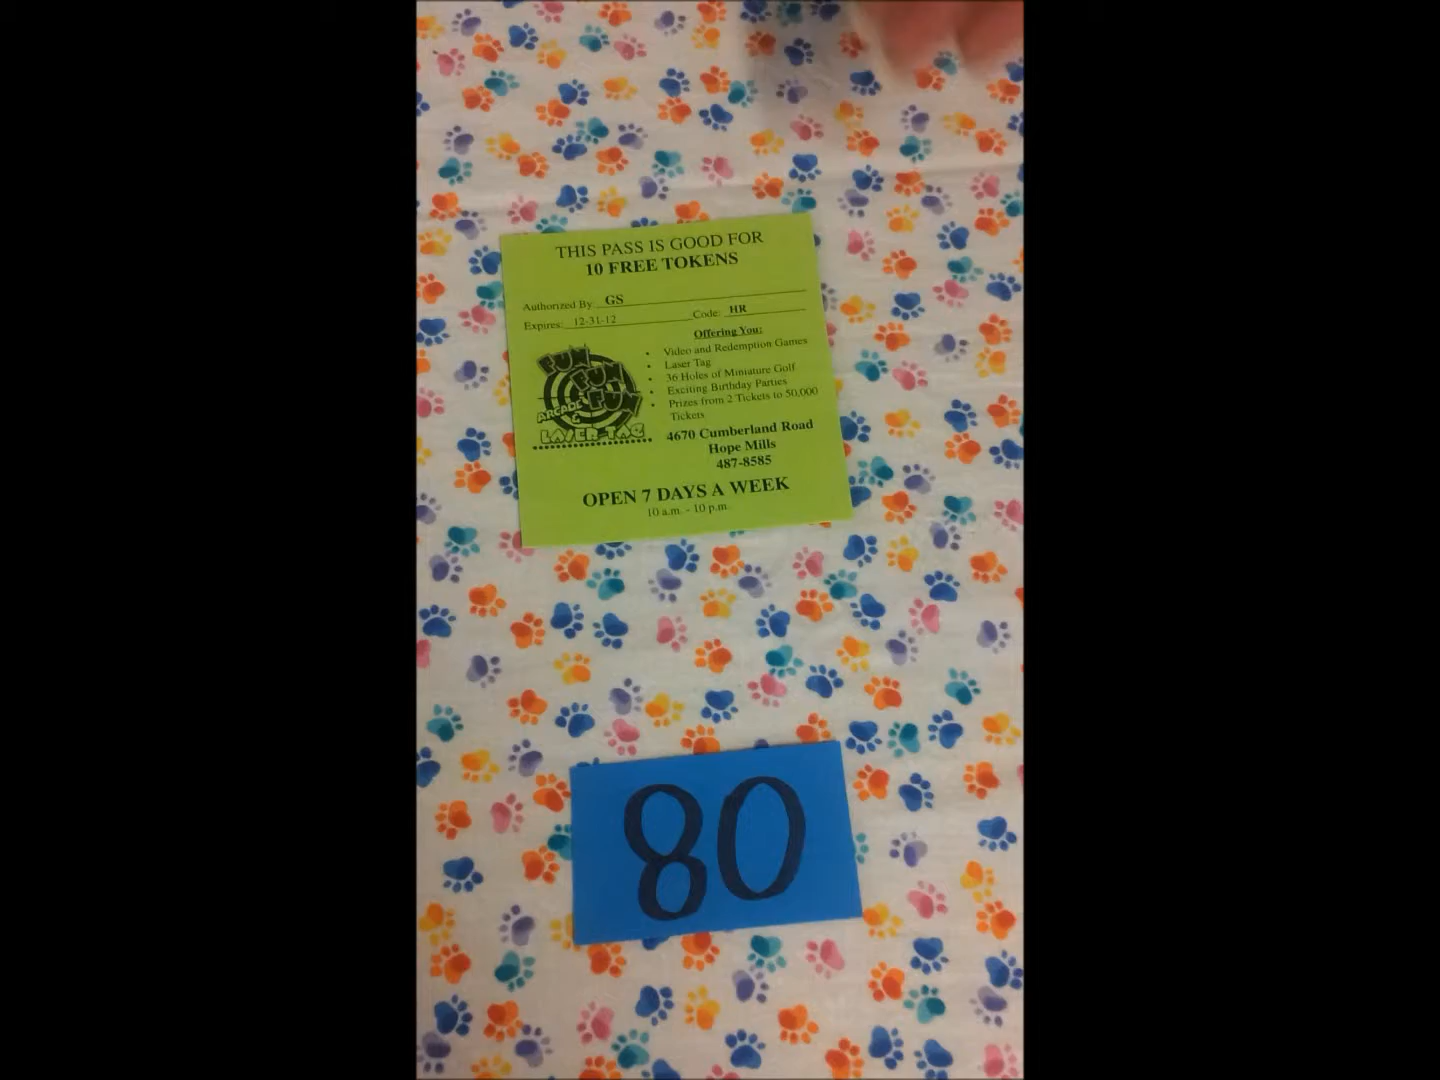 THIS PASS IS GOOD FOR
10 FREE TOKENS
Authorized By: GS
Expires: 12-31-12 Code: HR
Offering You:
• Video and Redemption Games
• Laser Tag
• 36 Holes of Miniature Golf
• Exciting Birthday Parties
• Prizes from 2 Tickets to 50,000
Tickets
FUN
FUN
FUN
ARCADE
&
LASER TAG
4670 Cumberland Road
Hope Mills
487-8585
OPEN 7 DAYS A WEEK
10 a.m. - 10 p.m.
80